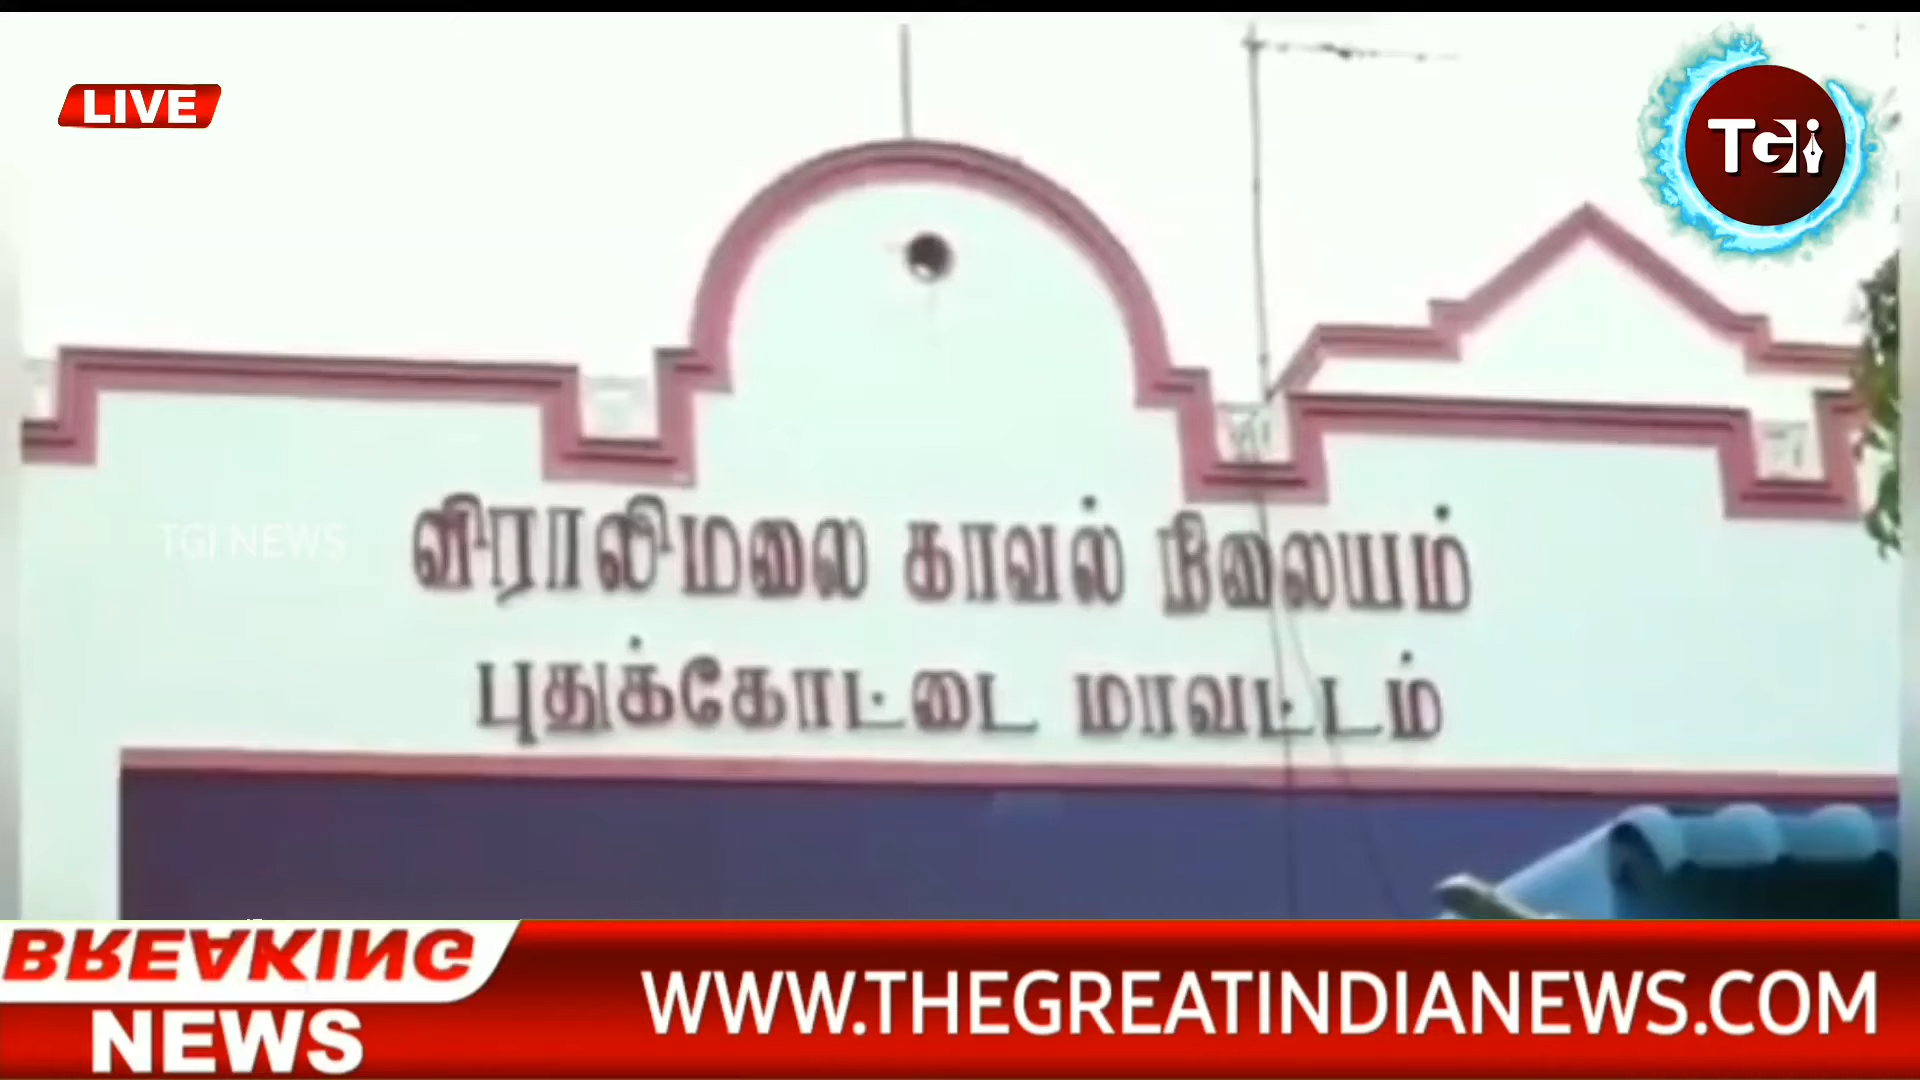 LIVE
TGi
விராலிமலை காவல் நிலையம்
TGI NEWS
புதுக்கோட்டை மாவட்டம்
BREAKING
NEWS
WWW.THEGREATINDIANEWS.COM